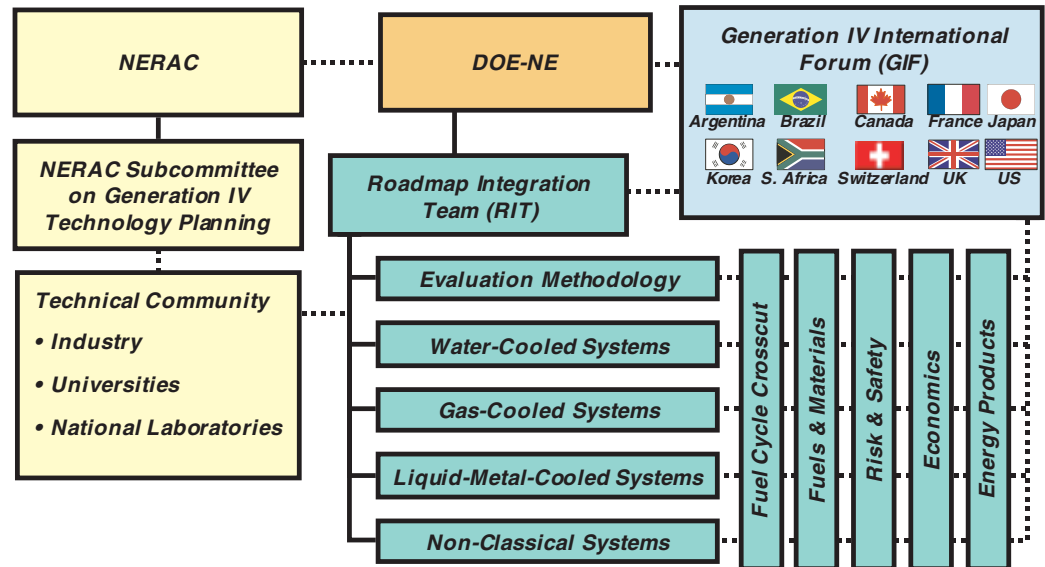 NERAC
DOE-NE
Generation IV International
Forum (GIF)
Argentina Brazil Canada France Japan
Korea S. Africa Switzerland UK US
NERAC Subcommittee
on Generation IV
Technology Planning
Roadmap Integration
Team (RIT)
Technical Community
• Industry
• Universities
• National Laboratories
Evaluation Methodology
Water-Cooled Systems
Gas-Cooled Systems
Liquid-Metal-Cooled Systems
Non-Classical Systems
Fuel Cycle Crosscut
Fuels & Materials
Risk & Safety
Economics
Energy Products